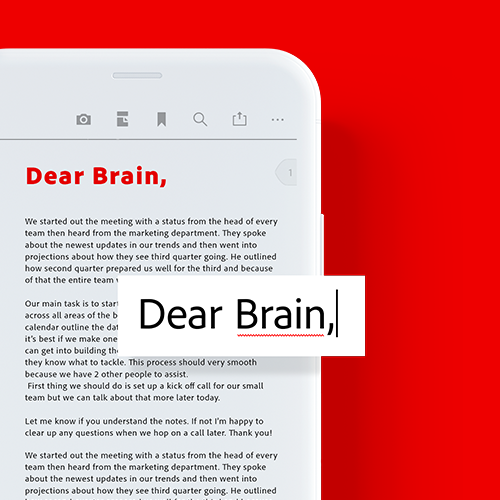 1
Dear Brain,
We started out the meeting with a status from the head of every
team then heard from the marketing department. They spoke
about the newest updates in our trends and then went into
projections about how they see third quarter going. He outlined
how second quarter prepared us well for the third and because
of that the entire team
Dear Brain,
Our main task is to star
across all areas of the b
calendar outline the dat
it's best if we make one
can get into building the
they know what to tackle. This process should very smooth
because we have 2 other people to assist.
First thing we should do is set up a kick off call for our small
team but we can talk about that more later today.
Let me know if you understand the notes. If not I'm happy to
clear up any questions when we hop on a call later. Thank you!
We started out the meeting with a status from the head of every
team then heard from the marketing department. They spoke
about the newest updates in our trends and then went into
projections about how they see third quarter going. He outlined